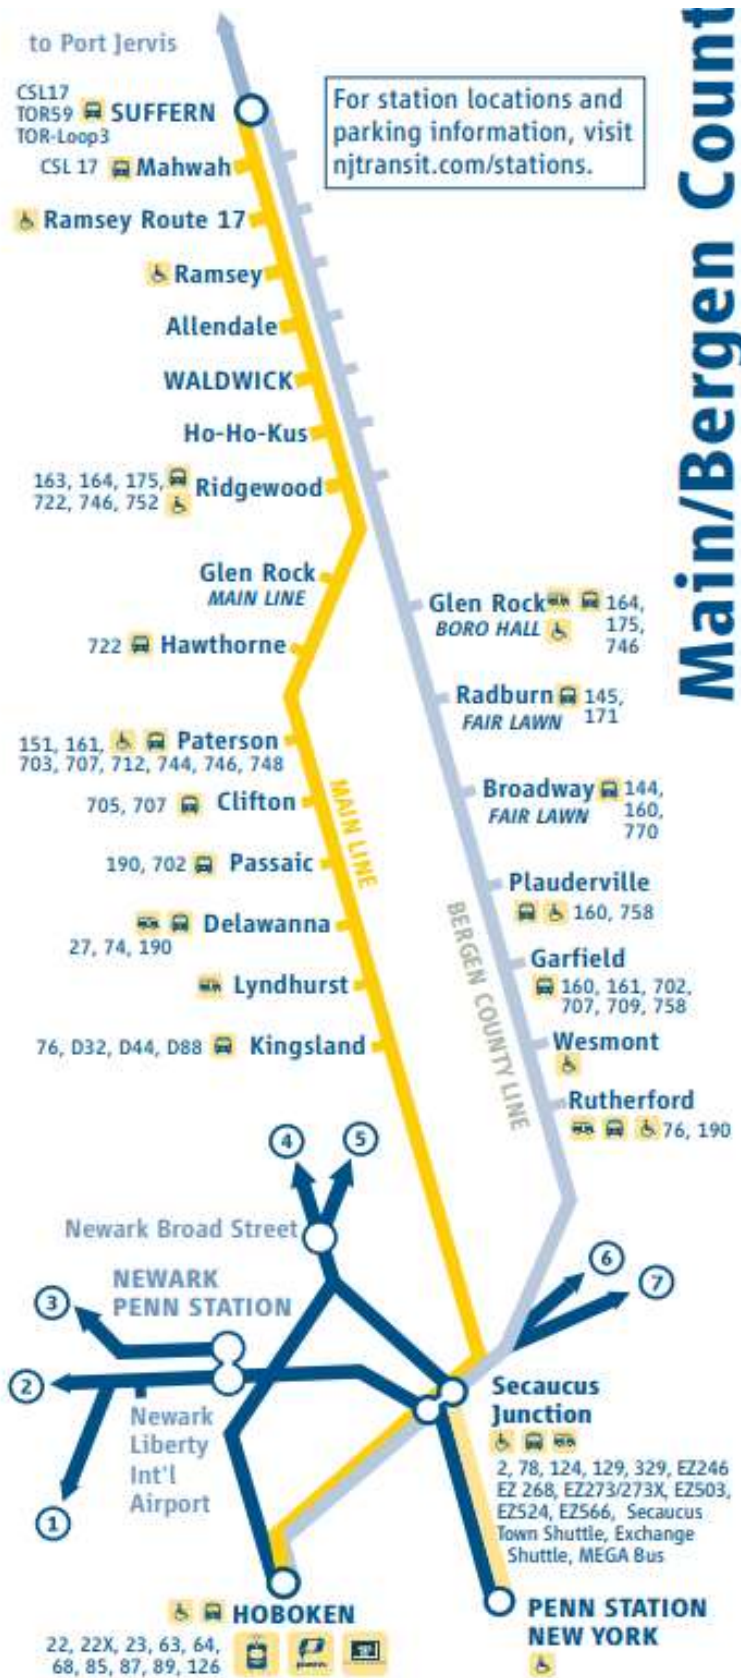 to Port Jervis
CSL17
TOR59 SUFFERN
TOR-Loop3
For station locations and
parking information, visit
njtransit.com/stations.
Main/Bergen Count
CSL 17 Mahwah
Ramsey Route 17
Ramsey
Allendale
WALDWICK
Ho-Ho-Kus
163, 164, 175, Ridgewood
722, 746, 752
Glen Rock
MAIN LINE
722 Hawthorne
Glen Rock 164,
BORO HALL 175,
746
Radburn 145,
FAIR LAWN 171
151, 161, Paterson
703, 707, 712, 744, 746, 748
705, 707 Clifton
190, 702 Passaic
Delawanna
27, 74, 190
Lyndhurst
76, D32, D44, D88 Kingsland
MAIN LINE
Broadway 144,
FAIR LAWN 160,
770
Plauderville
160, 758
BERGEN COUNTY LINE
Garfield
160, 161, 702,
707, 709, 758
Wesmont
Rutherford
76, 190
4
5
Newark Broad Street
NEWARK
PENN STATION
3
6
7
2
Newark
Liberty
Int'l
Airport
1
Secaucus
Junction
2, 78, 124, 129, 329, EZ246
EZ 268, EZ273/273X, EZ503,
EZ524, EZ566, Secaucus
Town Shuttle, Exchange
Shuttle, MEGA Bus
HOBOKEN
22, 22X, 23, 63, 64,
68, 85, 87, 89, 126
PENN STATION
NEW YORK